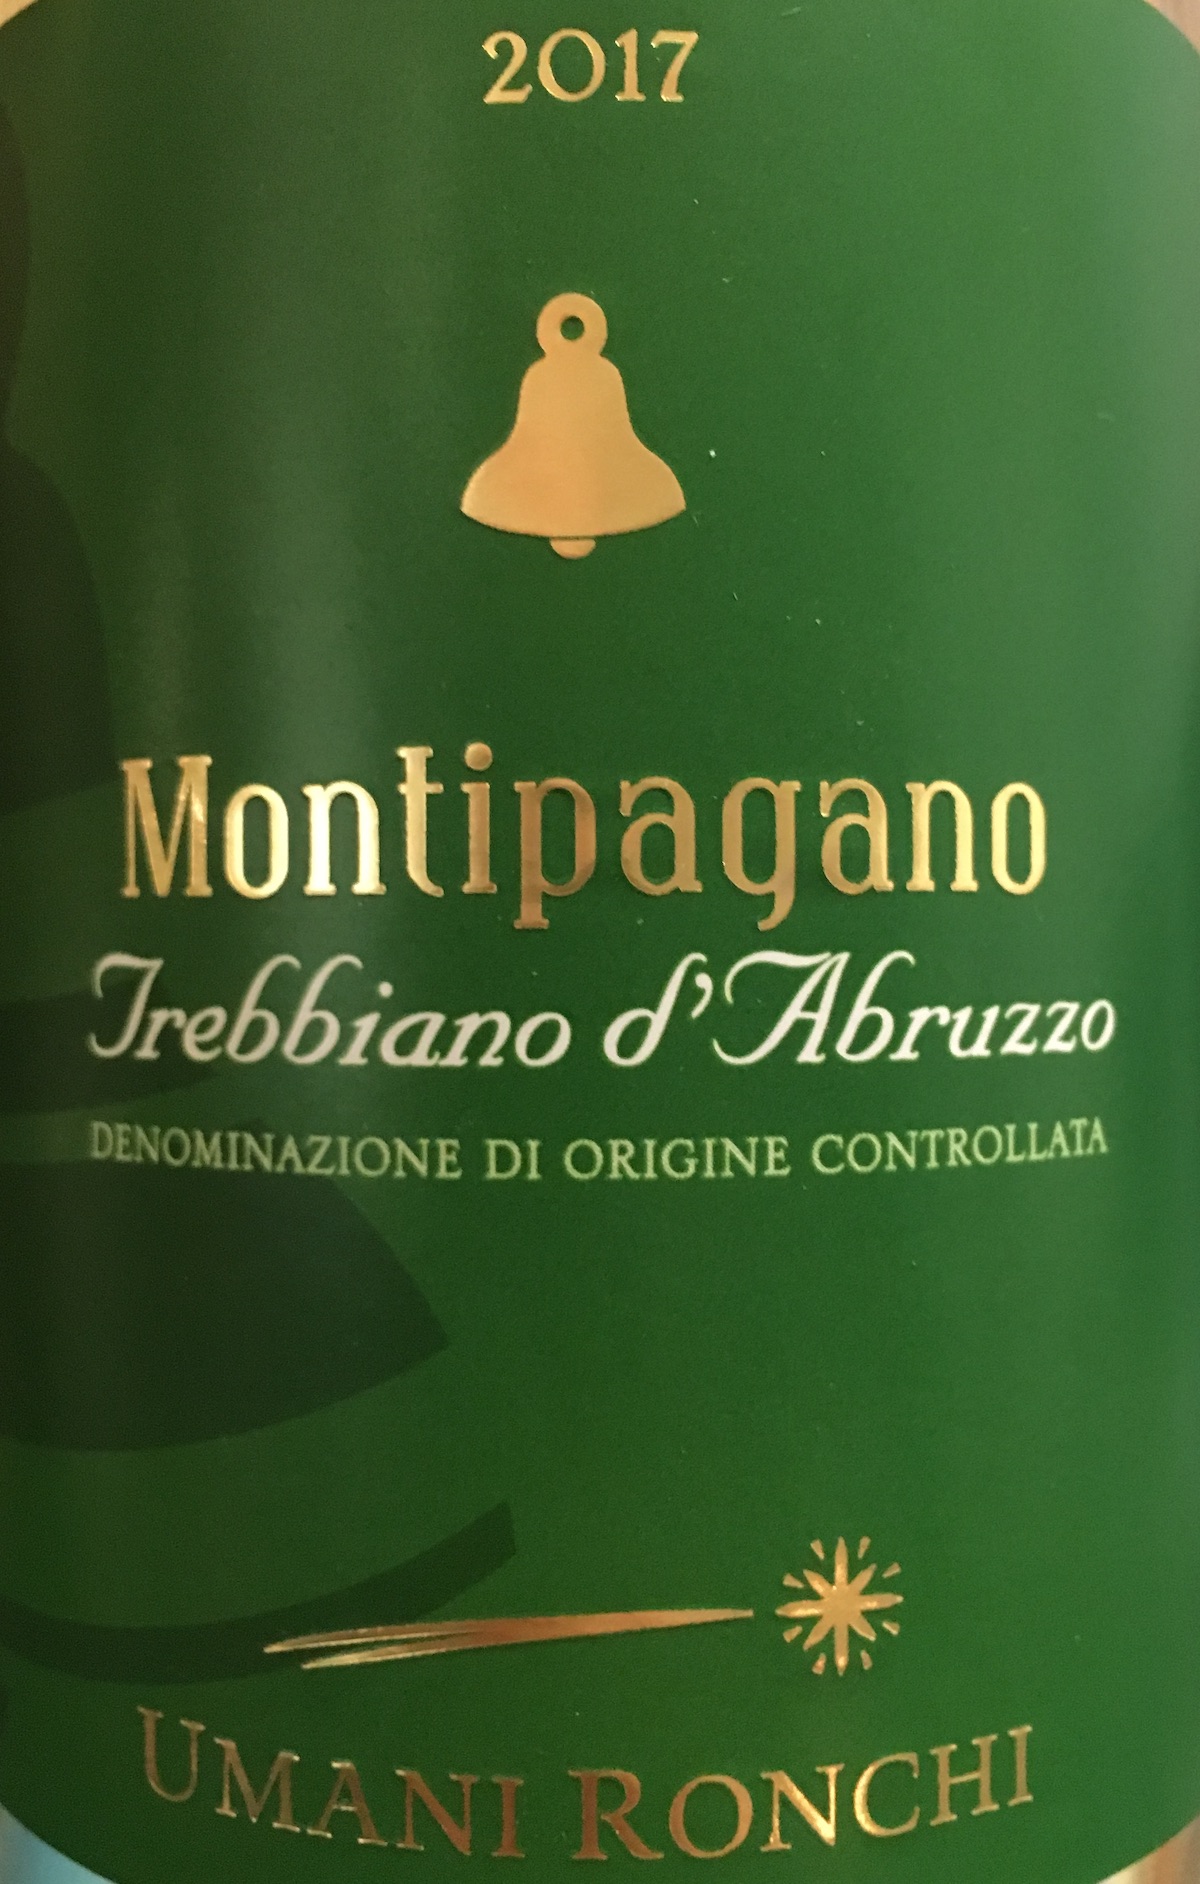 2017
Montipagano
Trebbiano d'Abruzzo
DENOMINAZIONE DI ORIGINE CONTROLLATA
UMANI RONCHI